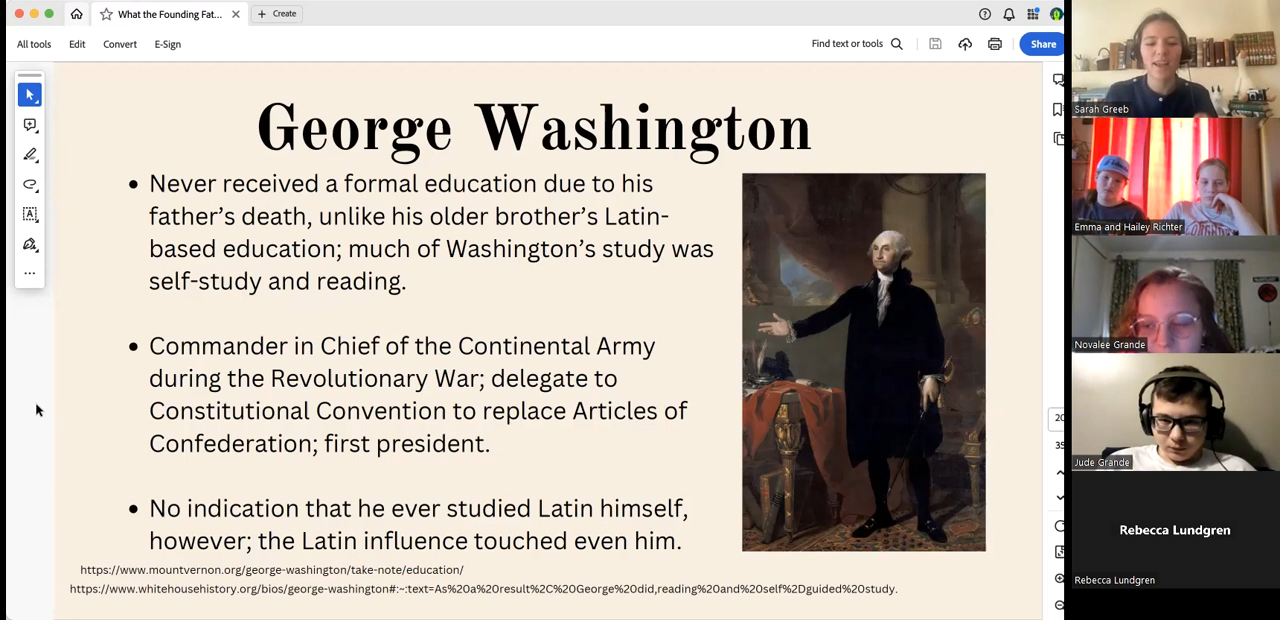 What the Founding Fat...
Create
All tools
Edit
Convert
E-Sign
Find text or tools
Share
George Washington
• Never received a formal education due to his
father’s death, unlike his older brother’s Latin-
based education; much of Washington’s study was
self-study and reading.
• Commander in Chief of the Continental Army
during the Revolutionary War; delegate to
Constitutional Convention to replace Articles of
Confederation; first president.
• No indication that he ever studied Latin himself,
however; the Latin influence touched even him.
https://www.mountvernon.org/george-washington/take-note/education/
https://www.whitehousehistory.org/bios/george-washington#:~:text=As%20a%20result%2C%20George%20did,reading%20and%20self%2Dguided%20study.
20
35
Sarah Greeb
Emma and Hailey Richter
Novalee Grande
Jude Grande
Rebecca Lundgren
Rebecca Lundgren